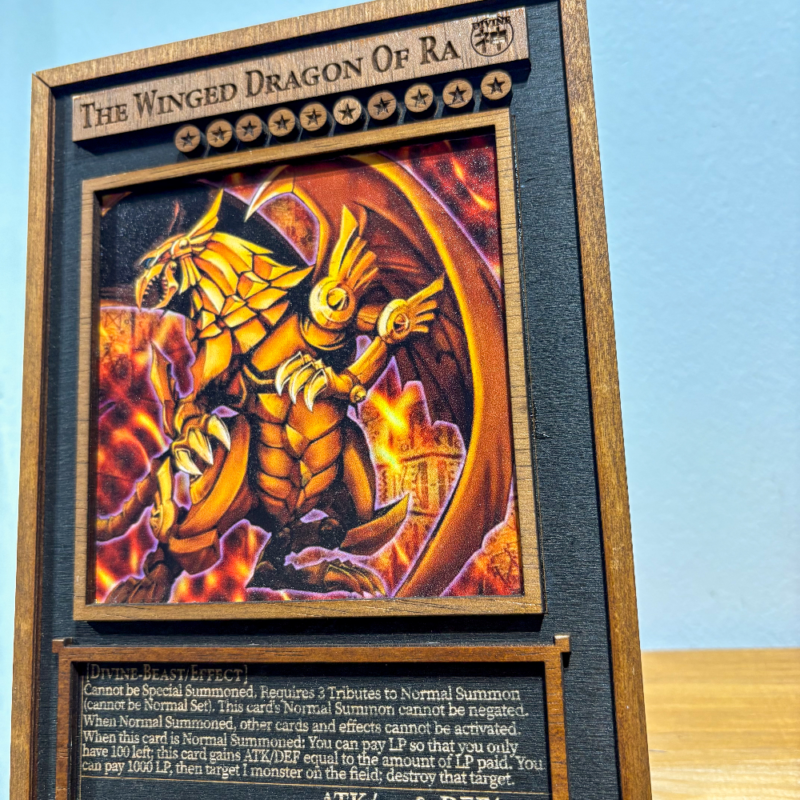 THE WINGED DRAGON OF RA
DIVINE
[DIVINE-BEAST/EFFECT]
Cannot be Special Summoned. Requires 3 Tributes to Normal Summon
(cannot be Normal Set). This card's Normal Summon cannot be negated.
When Normal Summoned, other cards and effects cannot be activated.
When this card is Normal Summoned: You can pay LP so that you only
have 100 left; this card gains ATK/DEF equal to the amount of LP paid. You
can pay 1000 LP, then target 1 monster on the field; destroy that target.